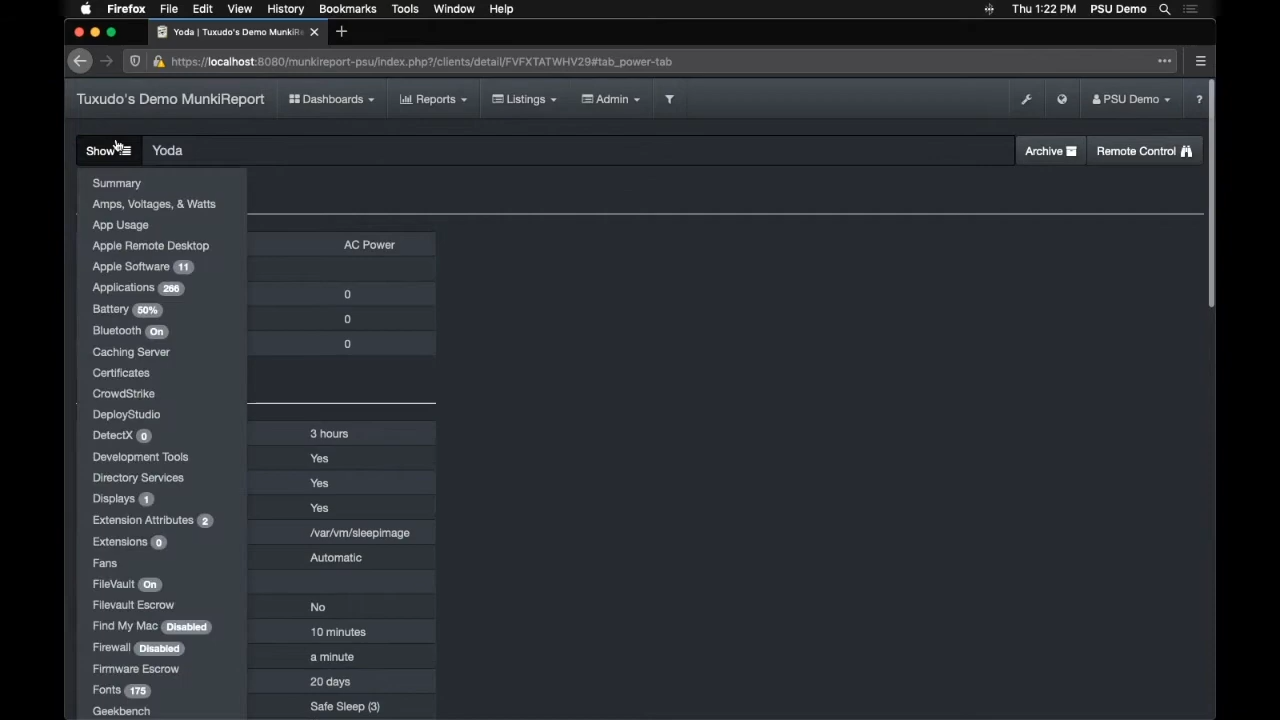 Firefox File Edit View History Bookmarks Tools Window Help Thu 1:22 PM PSU Demo
Yoda | Tuxudo's Demo MunkiRe
https://localhost:8080/munkireport-psu/index.php?/clients/detail/FVFXTATWHV29#tab_power-tab
Tuxudo's Demo MunkiReport Dashboards Reports Listings Admin PSU Demo ?
Show Yoda Archive Remote Control
Summary
Amps, Voltages, & Watts
App Usage
Apple Remote Desktop AC Power
Apple Software 11
Applications 266 0
Battery 50% 0
Bluetooth On 0
Caching Server
Certificates
CrowdStrike
DeployStudio
DetectX 0 3 hours
Development Tools Yes
Directory Services Yes
Displays 1 Yes
Extension Attributes 2 /var/vm/sleepimage
Extensions 0 Automatic
Fans
FileVault On
Filevault Escrow No
Find My Mac Disabled 10 minutes
Firewall Disabled a minute
Firmware Escrow 20 days
Fonts 175
Geekbench Safe Sleep (3)